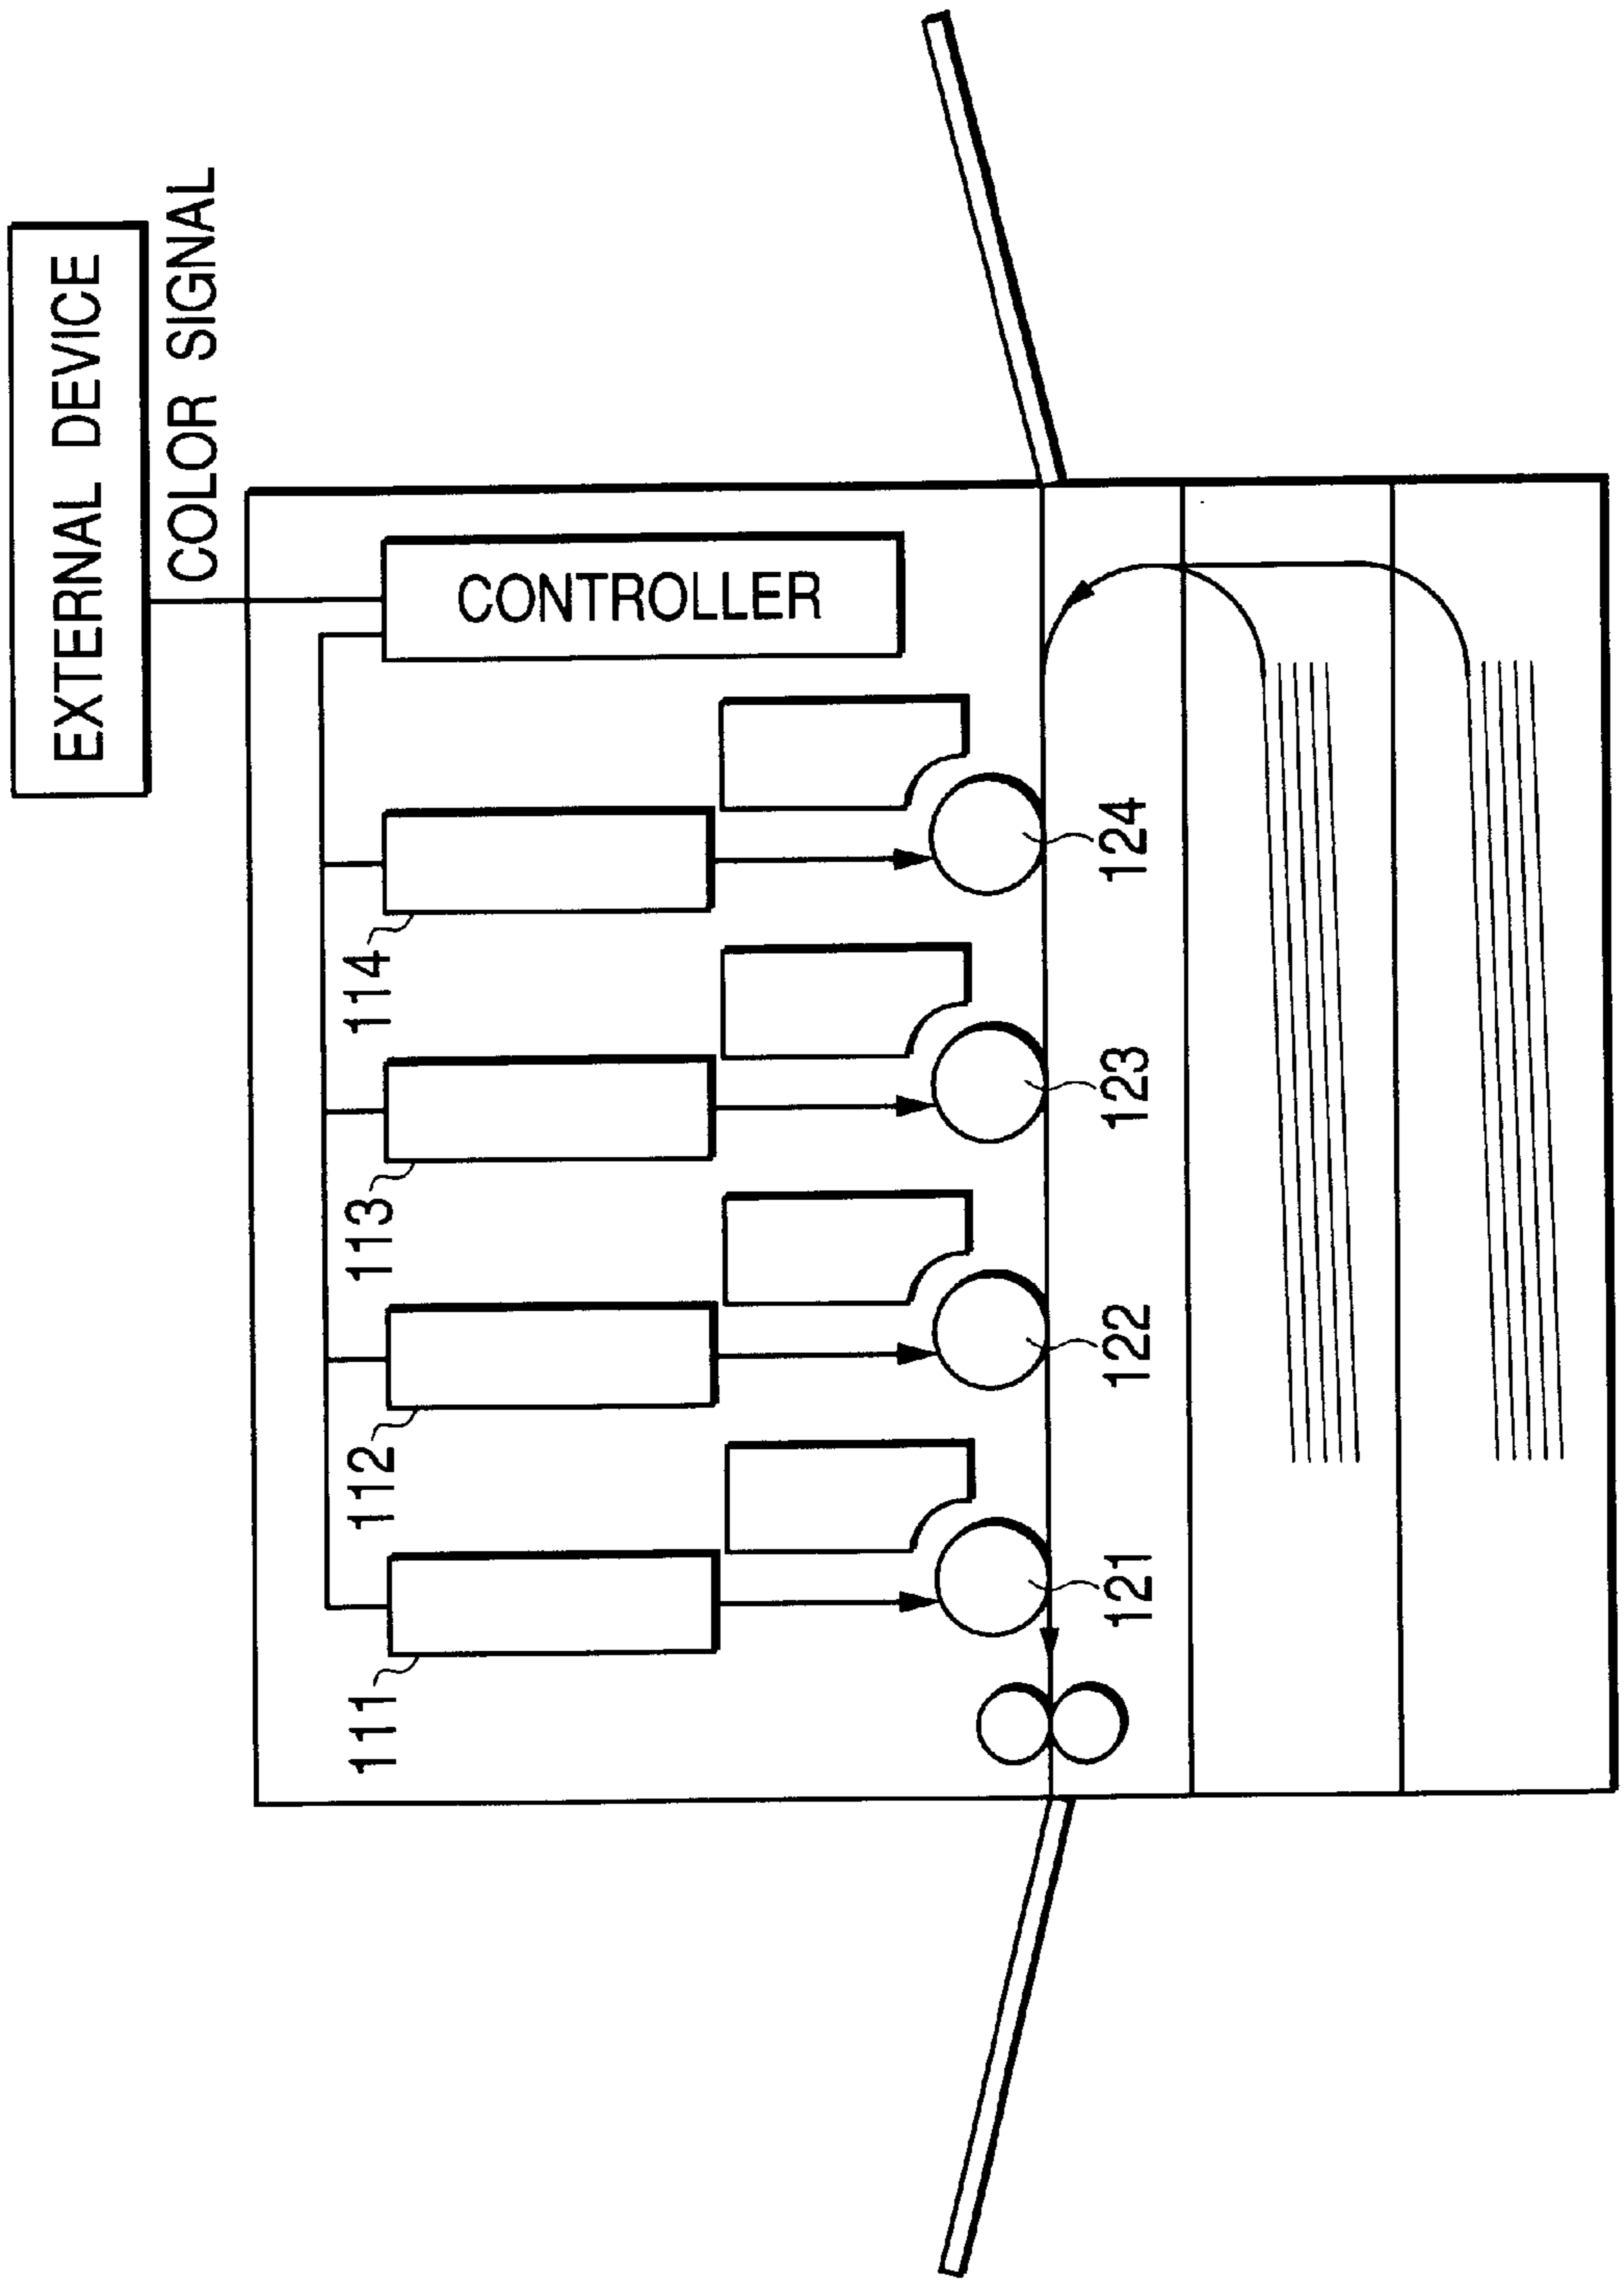 EXTERNAL DEVICE
COLOR SIGNAL
CONTROLLER
111
112
113
114
121
122
123
124